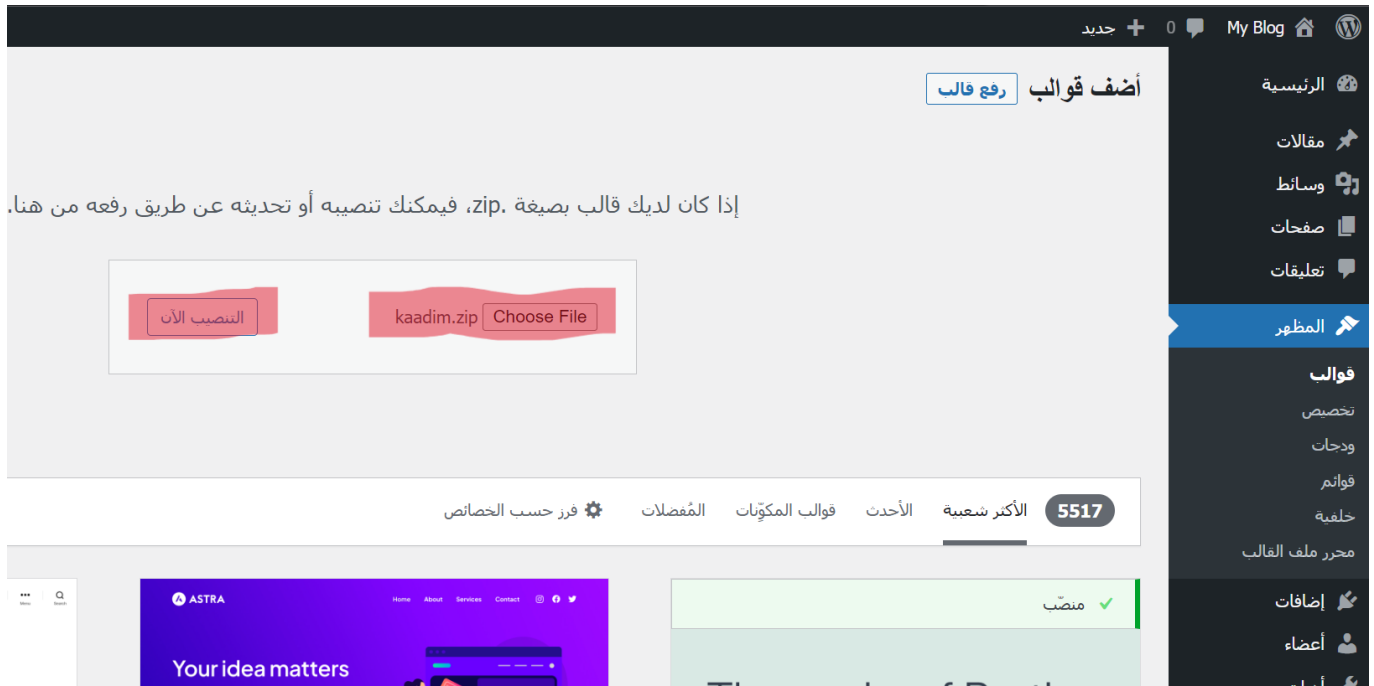 My Blog 0 جديد
الرئيسية
مقالات
وسائط
صفحات
تعليقات
المظهر
قوالب
تخصيص
ودجات
قوائم
خلفية
محرر ملف القالب
إضافات
أعضاء
أضف قوالب رفع قالب
إذا كان لديك قالب بصيغة .zip، فيمكنك تنصيبه أو تحديثه عن طريق رفعه من هنا.
Choose File kaadim.zip
التنصيب الآن
5517 الأكثر شعبية الأحدث قوالب المكوّنات المُفضلات فرز حسب الخصائص
منصّب
ASTRA Home About Services Contact
Your idea matters
Menu Search